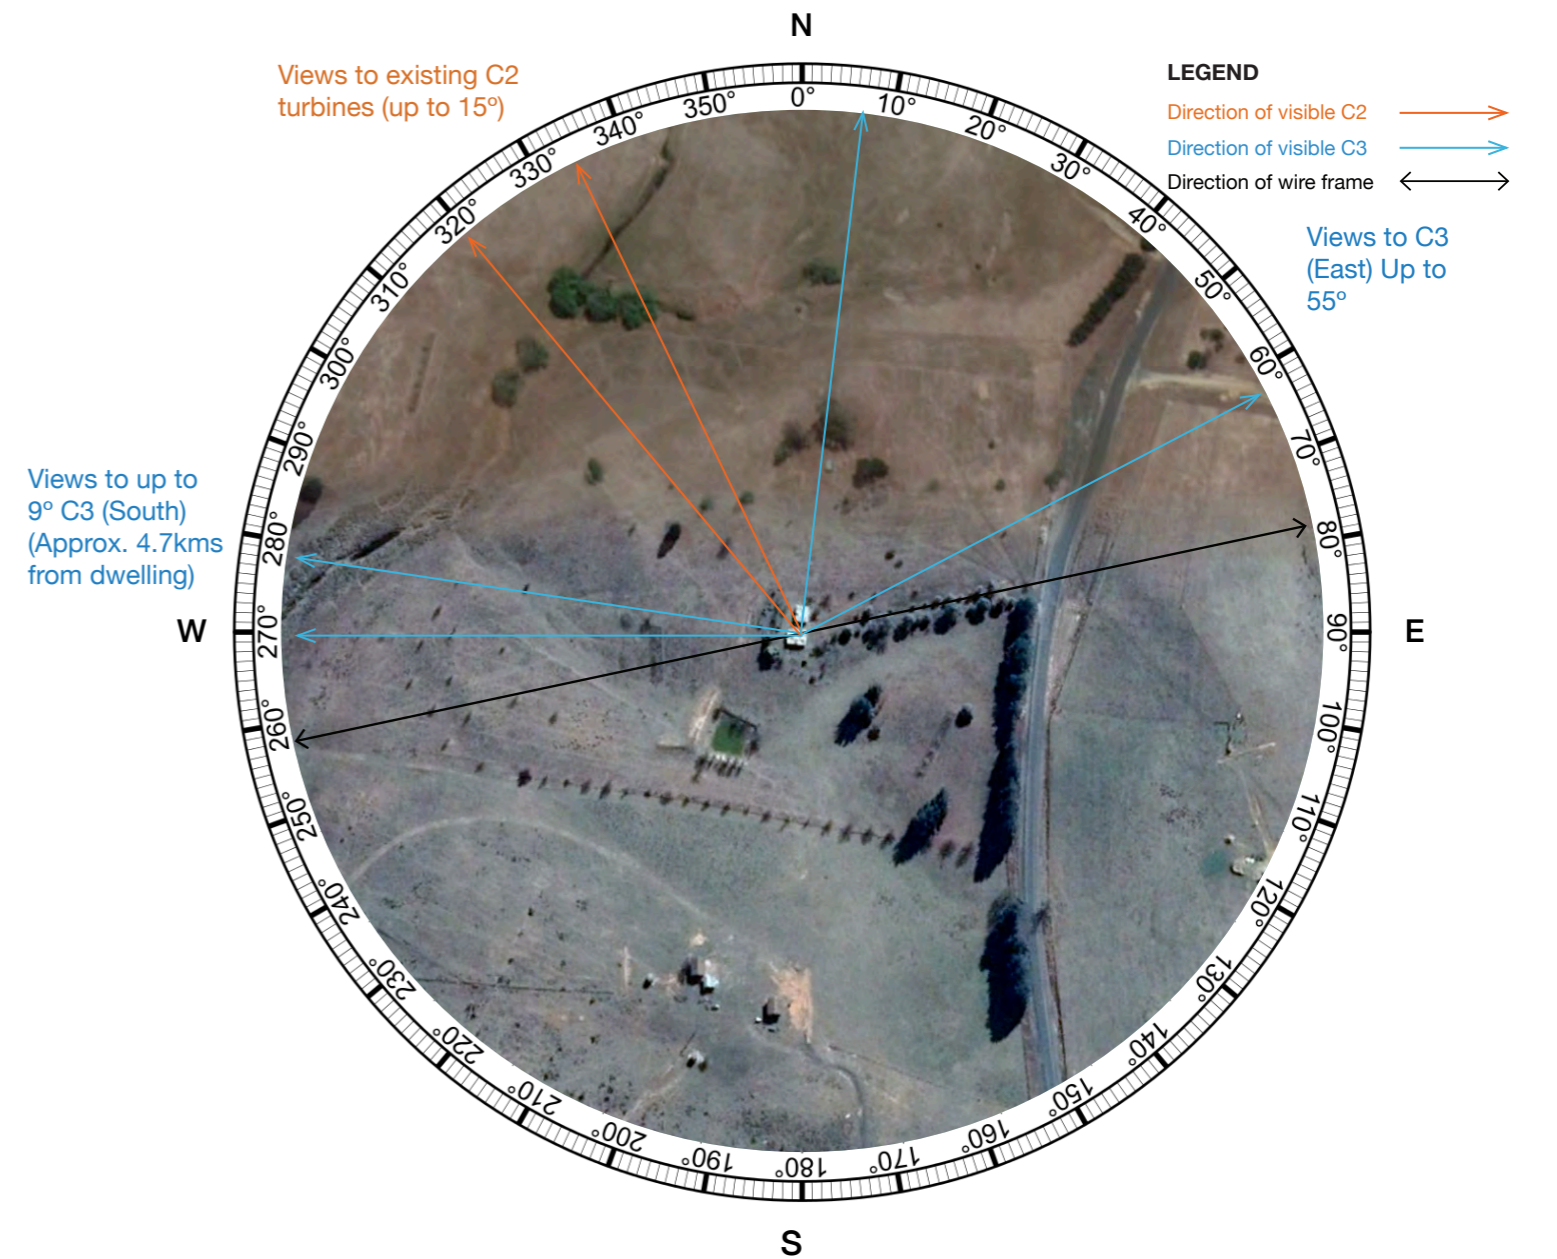 N
Views to existing C2
turbines (up to 15º)
LEGEND
Direction of visible C2
Direction of visible C3
Direction of wire frame
Views to C3
(East) Up to
55º
Views to up to
9º C3 (South)
(Approx. 4.7kms
from dwelling)
W
E
S
0°
10°
20°
30°
40°
50°
60°
70°
80°
90°
100°
110°
120°
130°
140°
150°
160°
170°
180°
190°
200°
210°
220°
230°
240°
250°
260°
270°
280°
290°
300°
310°
320°
330°
340°
350°